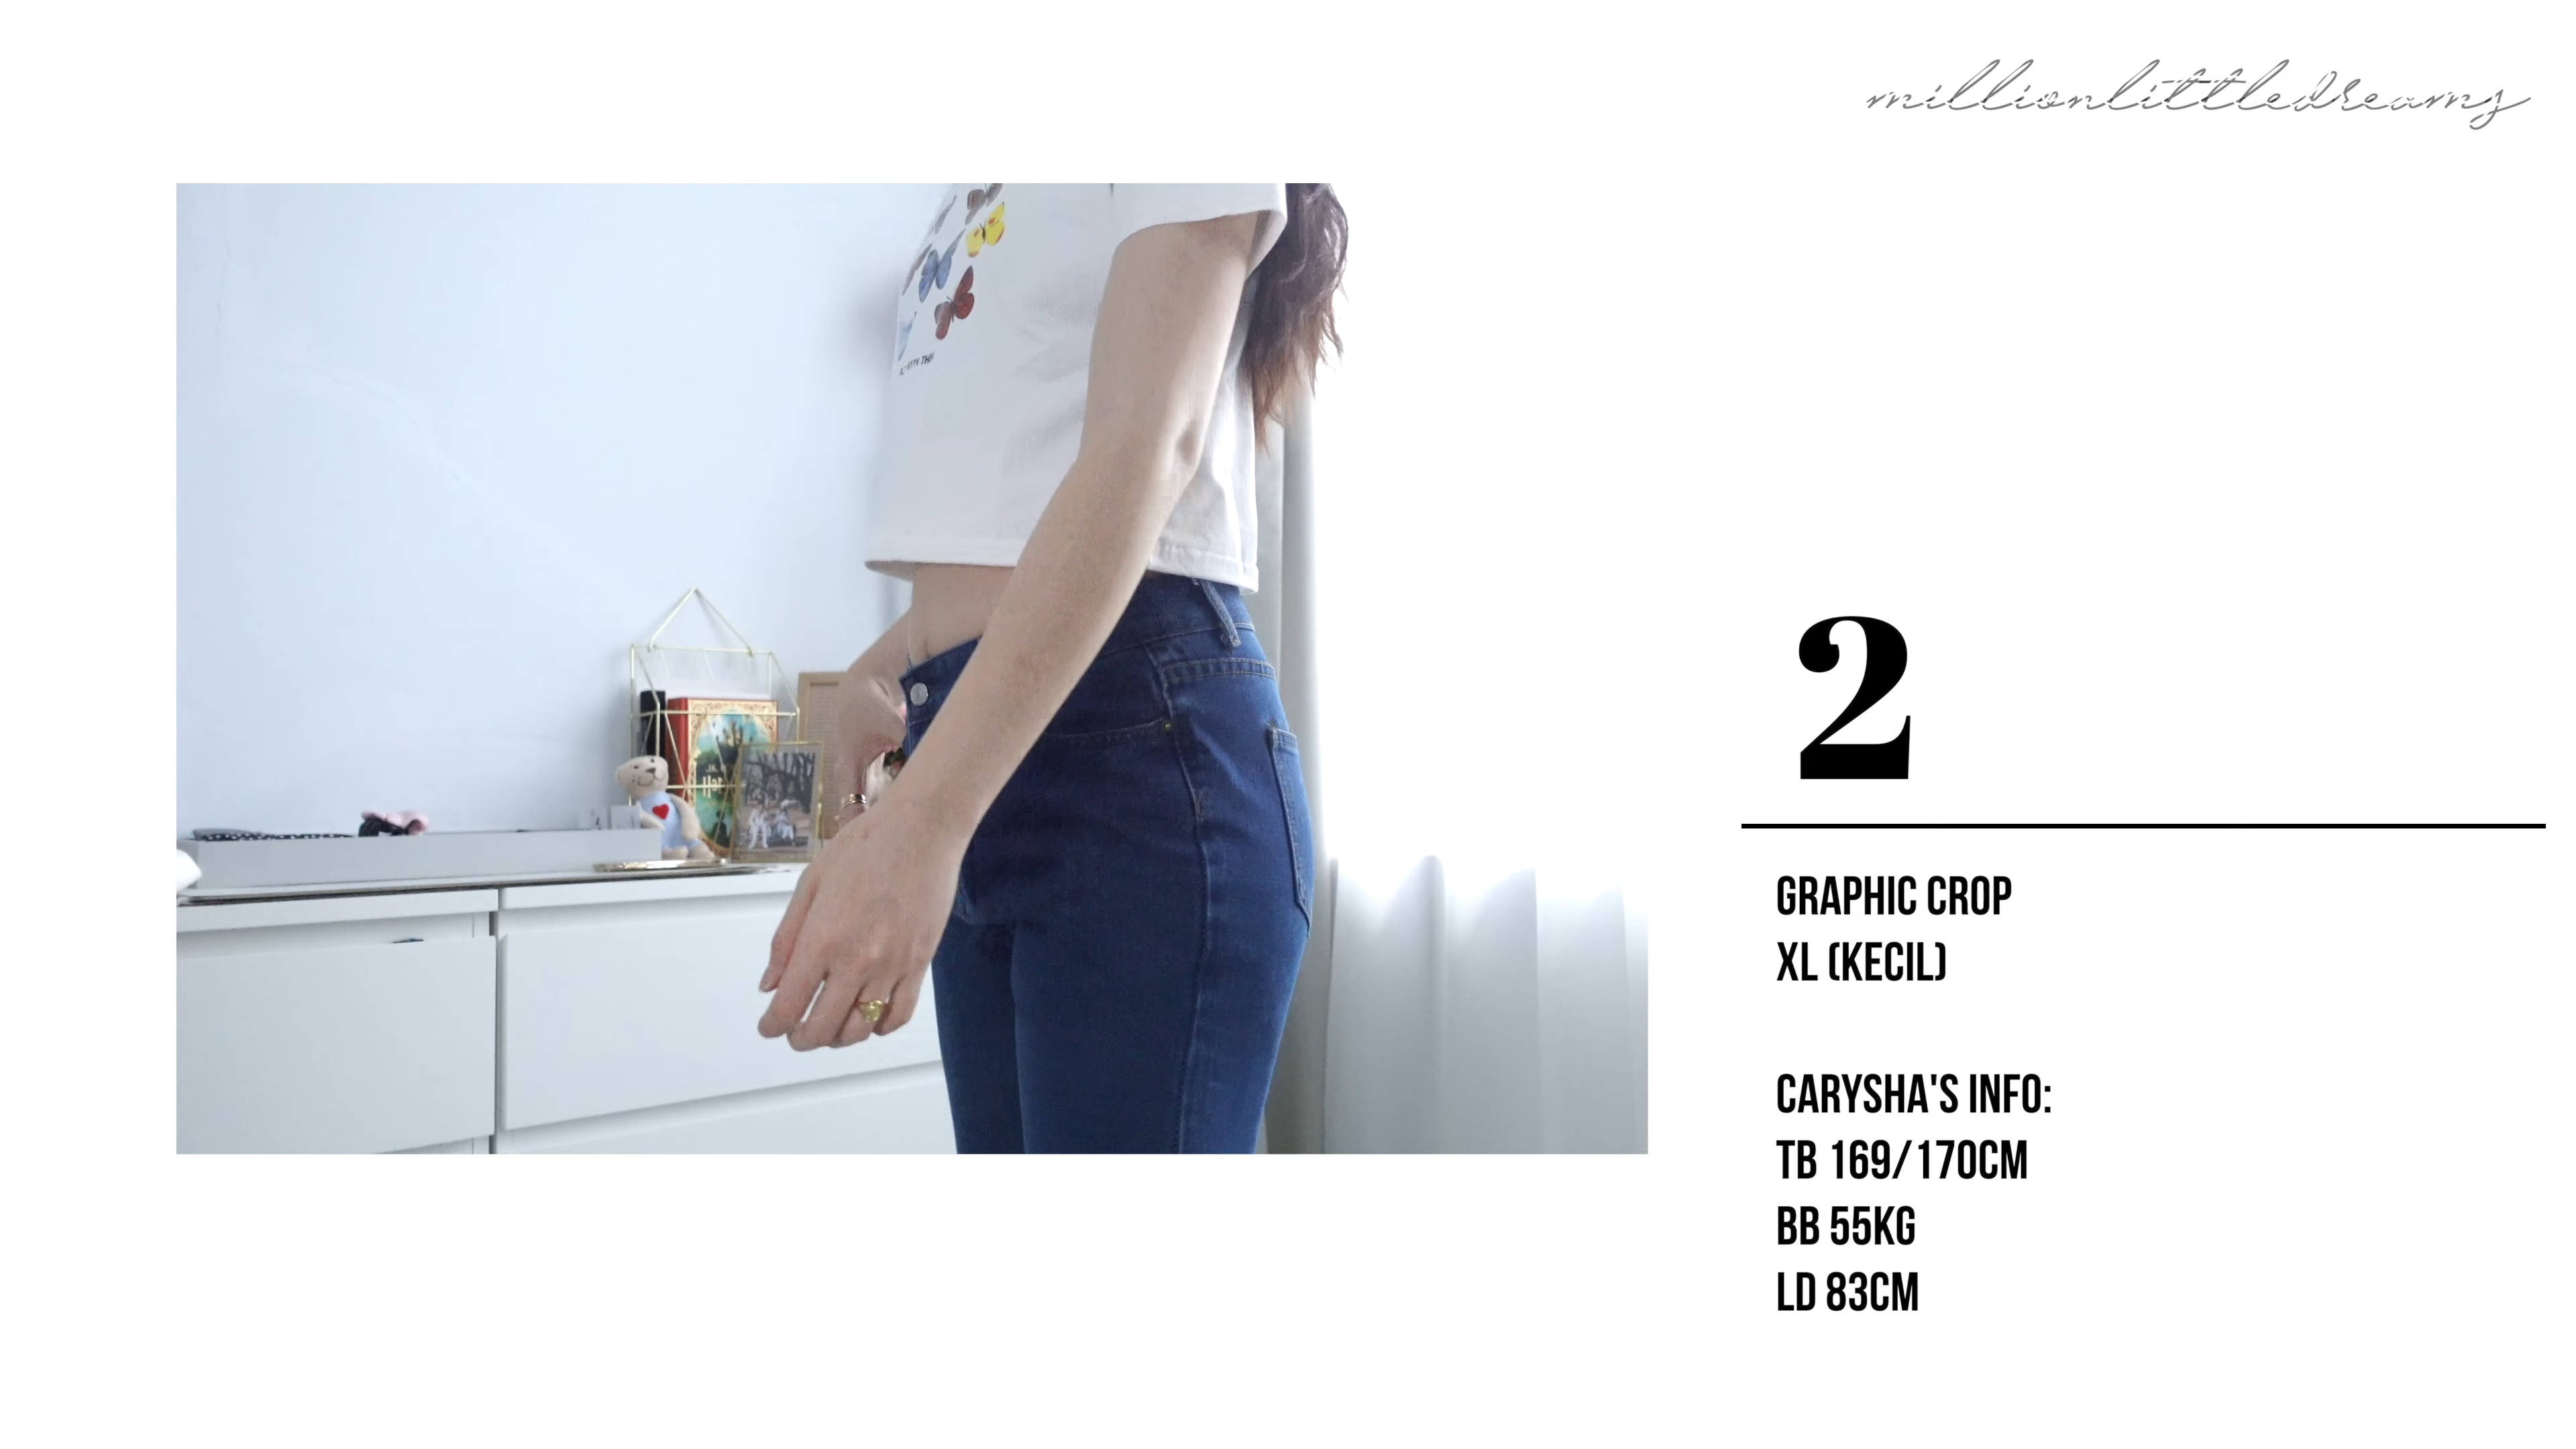 millionlittledreams
2
GRAPHIC CROP
XL (KECIL)
CARYSHA'S INFO:
TB 169/170CM
BB 55KG
LD 83CM